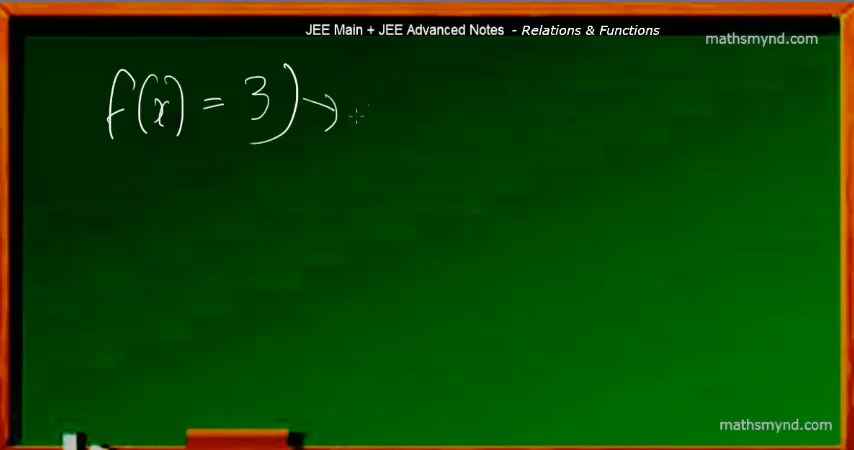 JEE Main + JEE Advanced Notes - Relations & Functions
mathsmynd.com
f(x) = 3) →
mathsmynd.com